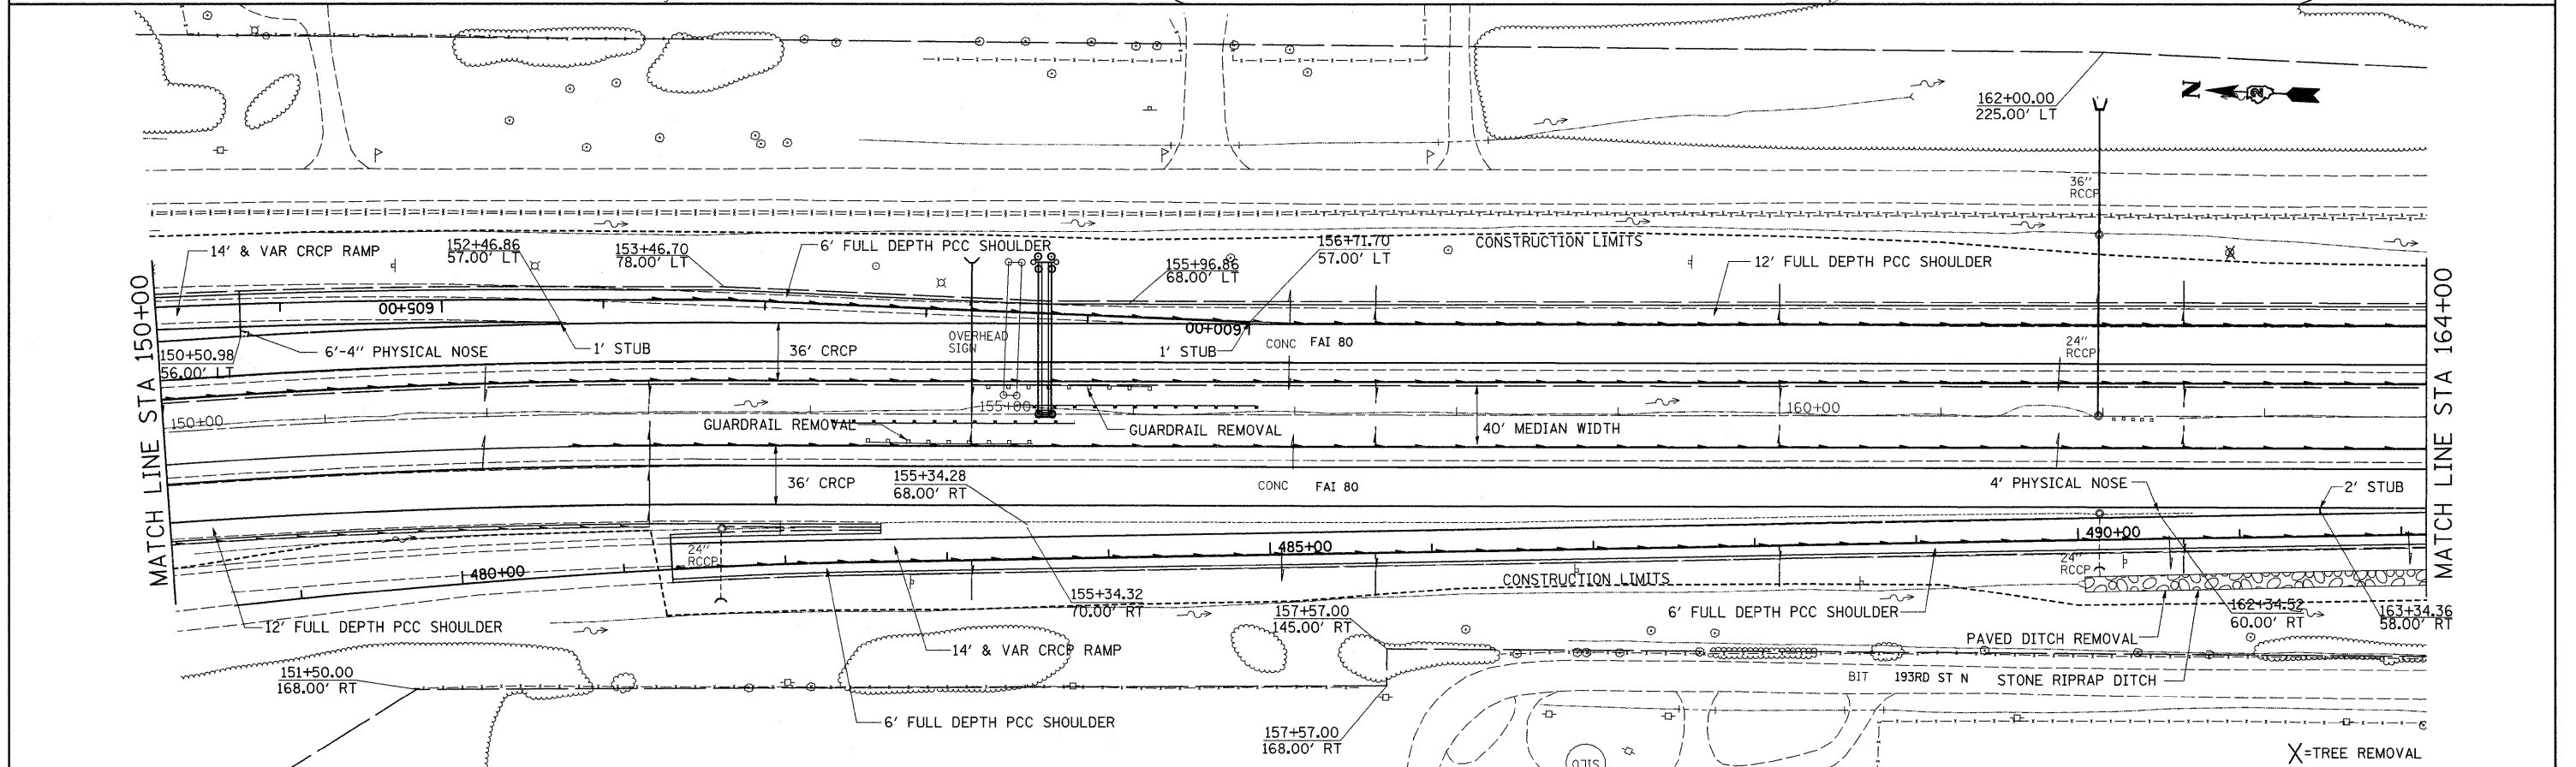 162+00.00
225.00' LT
N
36"
RCCP
14' & VAR CRCP RAMP
152+46.86
57.00' LT
153+46.70
78.00' LT
6' FULL DEPTH PCC SHOULDER
155+96.86
68.00' LT
156+71.70
57.00' LT
CONSTRUCTION LIMITS
12' FULL DEPTH PCC SHOULDER
MATCH LINE STA 150+00
MATCH LINE STA 164+00
605+00
600+00
150+50.98
56.00' LT
6'-4" PHYSICAL NOSE
1' STUB
36' CRCP
OVERHEAD
SIGN
1' STUB
CONC FAI 80
24"
RCCP
150+00
155+00
160+00
GUARDRAIL REMOVAL
GUARDRAIL REMOVAL
40' MEDIAN WIDTH
36' CRCP
155+34.28
68.00' RT
CONC FAI 80
4' PHYSICAL NOSE
2' STUB
24"
RCCP
480+00
485+00
490+00
24"
RCCP
CONSTRUCTION LIMITS
155+34.32
70.00' RT
157+57.00
145.00' RT
6' FULL DEPTH PCC SHOULDER
162+34.52
60.00' RT
163+34.36
58.00' RT
12' FULL DEPTH PCC SHOULDER
14' & VAR CRCP RAMP
PAVED DITCH REMOVAL
151+50.00
168.00' RT
BIT 193RD ST N
STONE RIPRAP DITCH
6' FULL DEPTH PCC SHOULDER
157+57.00
168.00' RT
SILO
X=TREE REMOVAL